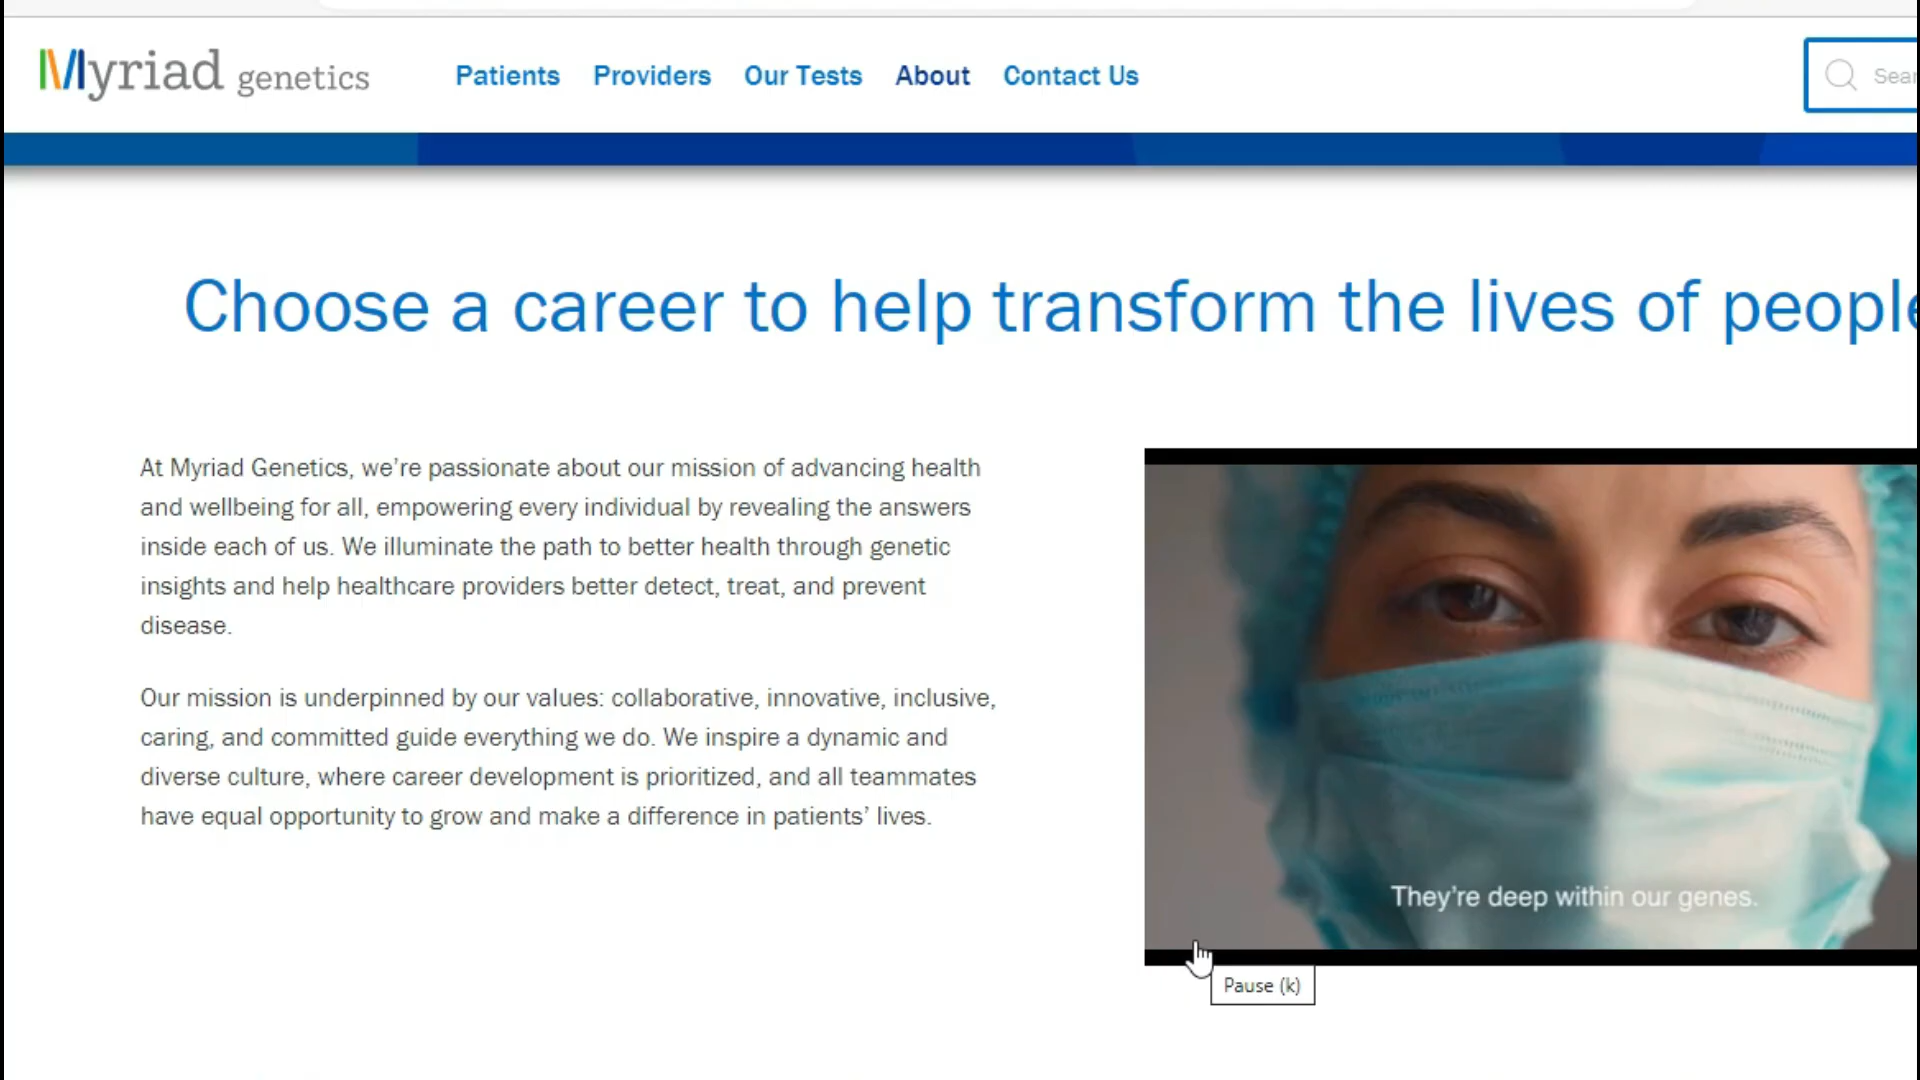 Myriad genetics
Patients Providers Our Tests About Contact Us
Choose a career to help transform the lives of
At Myriad Genetics, we’re passionate about our mission of advancing health
and wellbeing for all, empowering every individual by revealing the answers
inside each of us. We illuminate the path to better health through genetic
insights and help healthcare providers better detect, treat, and prevent
disease.
Our mission is underpinned by our values: collaborative, innovative, inclusive,
caring, and committed guide everything we do. We inspire a dynamic and
diverse culture, where career development is prioritized, and all teammates
have equal opportunity to grow and make a difference in patients’ lives.
They’re deep within our genes.
Pause (k)